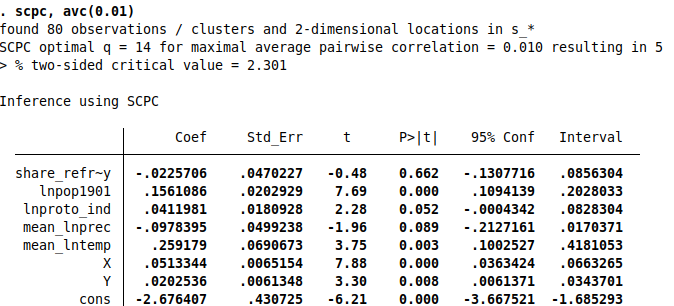 . scpc, avc(0.01)
found 80 observations / clusters and 2-dimensional locations in s_*
SCPC optimal q = 14 for maximal average pairwise correlation = 0.010 resulting in 5
> % two-sided critical value = 2.301
Inference using SCPC
Coef Std_Err t P>|t| 95% Conf Interval
share_refr~y -.0225706 .0470227 -0.48 0.662 -.1307716 .0856304
lnpop1901 .1561086 .0202929 7.69 0.000 .1094139 .2028033
lnproto_ind .0411981 .0180928 2.28 0.052 -.0004342 .0828304
mean_lnprec -.0978395 .0499238 -1.96 0.089 -.2127161 .0170371
mean_lntemp .259179 .0690673 3.75 0.003 .1002527 .4181053
X .0513344 .0065154 7.88 0.000 .0363424 .0663265
Y .0202536 .0061348 3.30 0.008 .0061371 .0343701
cons -2.676407 .430725 -6.21 0.000 -3.667521 -1.685293